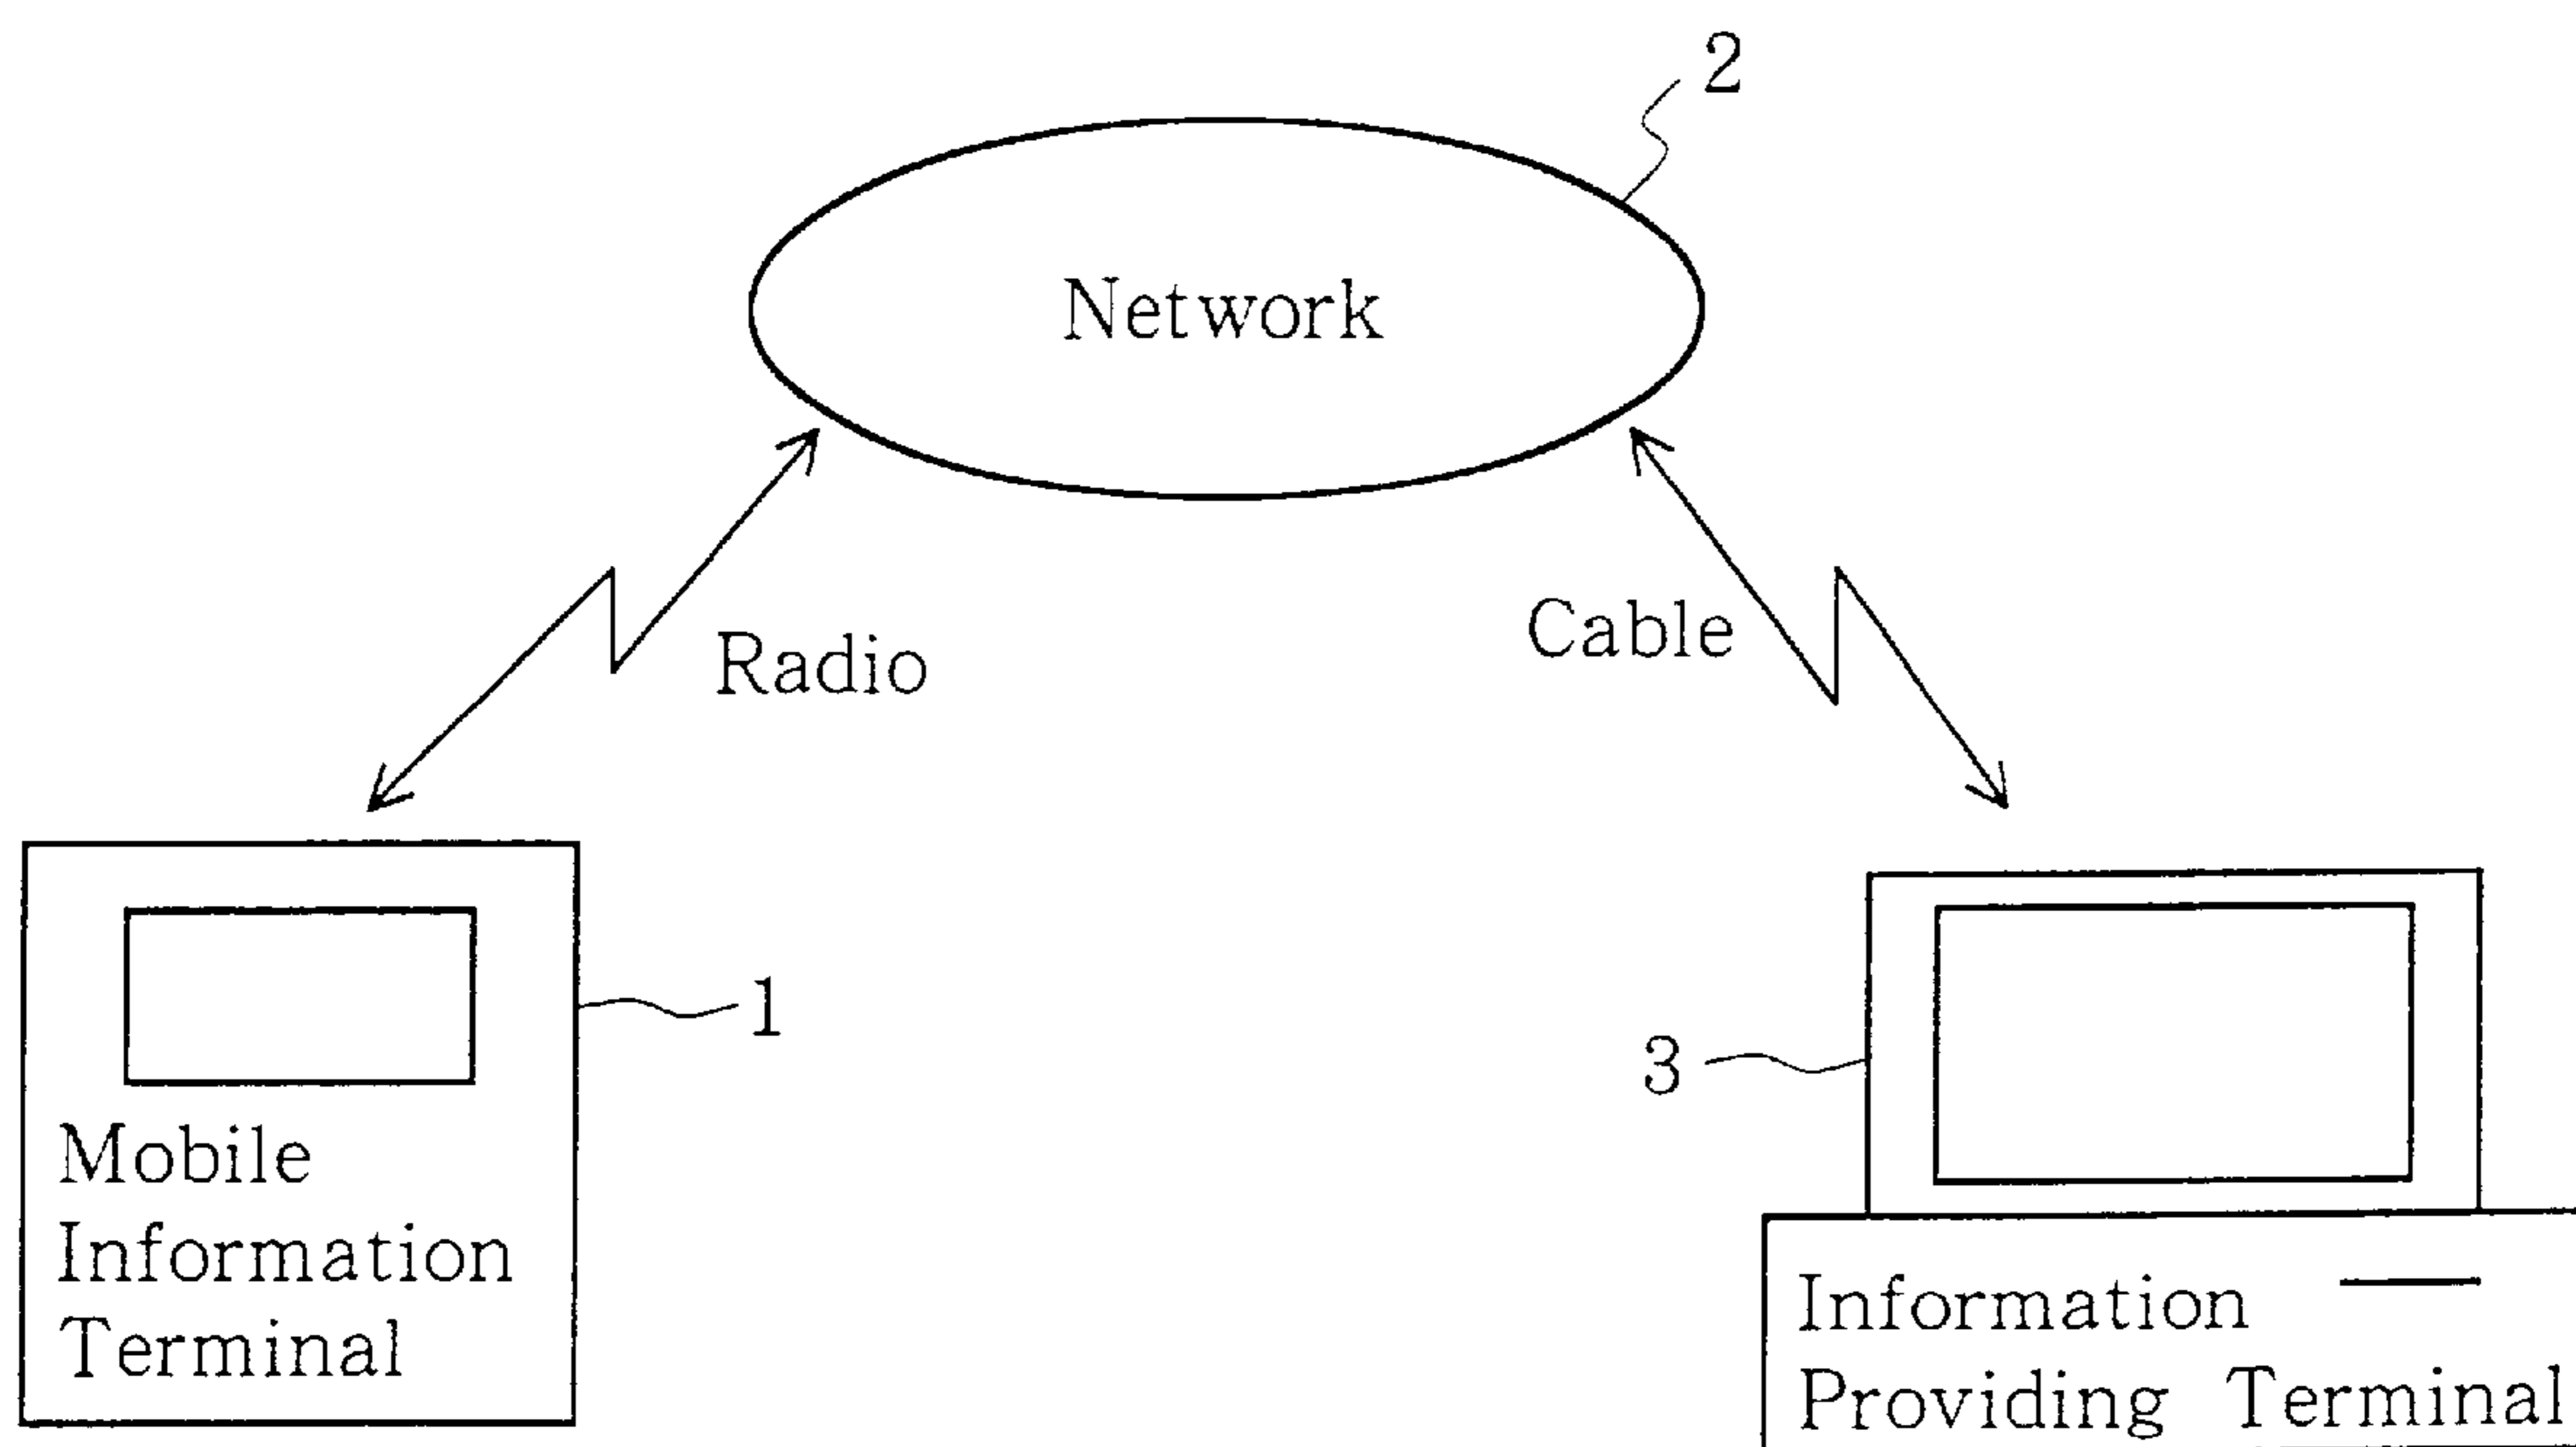 2
Network
Radio
Cable
1
3
Mobile
Information
Terminal
Information
Providing Terminal